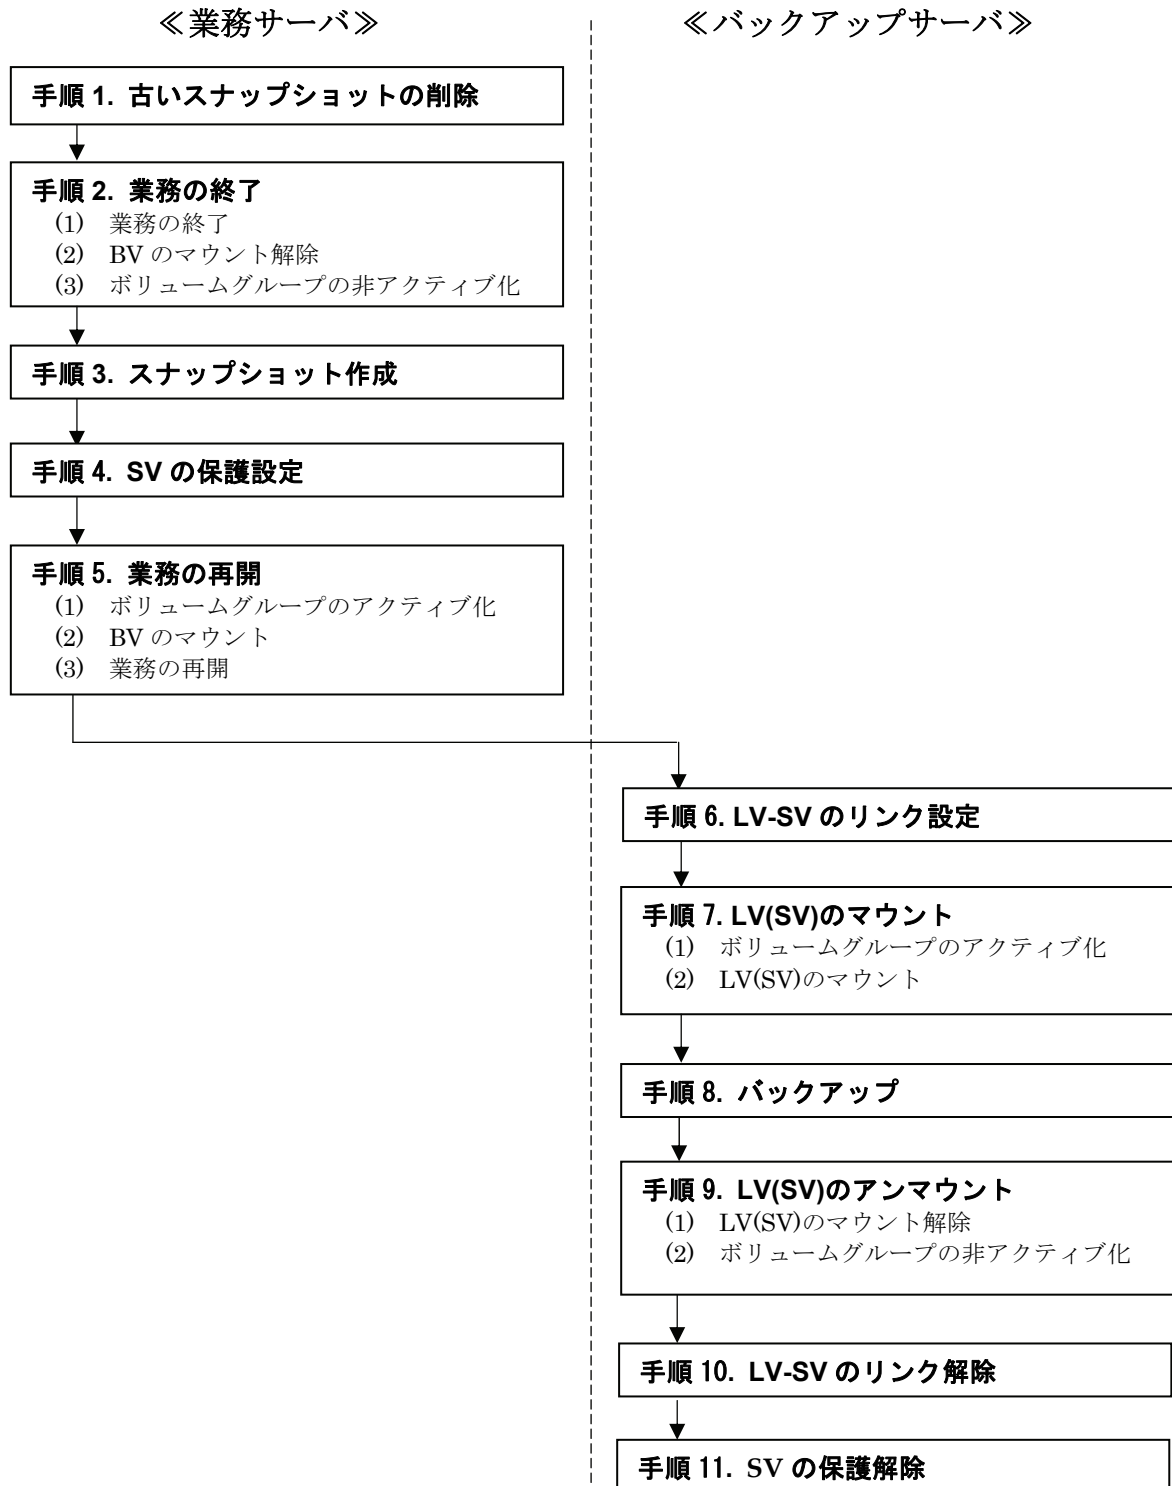 ≪業務サーバ≫
≪バックアップサーバ≫
手順 1. 古いスナップショットの削除
手順 2. 業務の終了
(1) 業務の終了
(2) BV のマウント解除
(3) ボリュームグループの非アクティブ化
手順 3. スナップショット作成
手順 4. SV の保護設定
手順 5. 業務の再開
(1) ボリュームグループのアクティブ化
(2) BV のマウント
(3) 業務の再開
手順 6. LV-SV のリンク設定
手順 7. LV(SV)のマウント
(1) ボリュームグループのアクティブ化
(2) LV(SV)のマウント
手順 8. バックアップ
手順 9. LV(SV)のアンマウント
(1) LV(SV)のマウント解除
(2) ボリュームグループの非アクティブ化
手順 10. LV-SV のリンク解除
手順 11. SV の保護解除